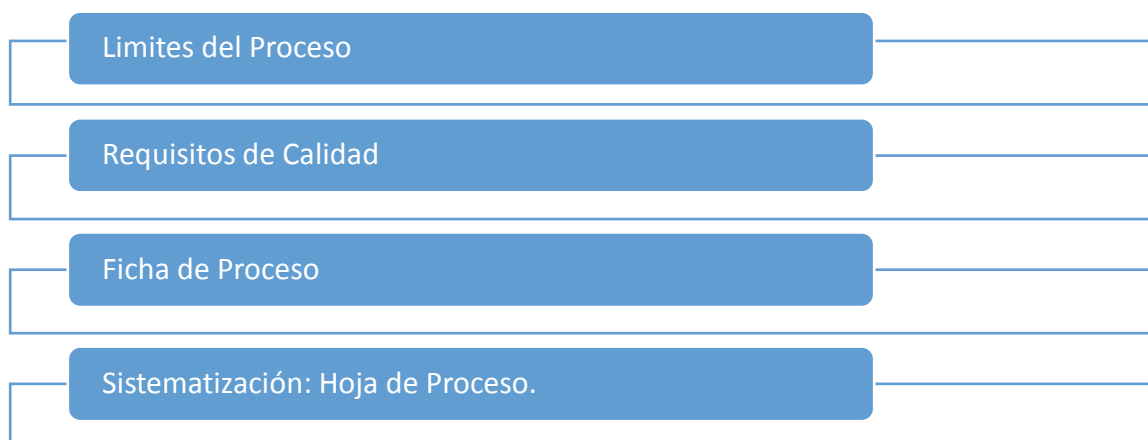 Limites del Proceso
Requisitos de Calidad
Ficha de Proceso
Sistematización: Hoja de Proceso.